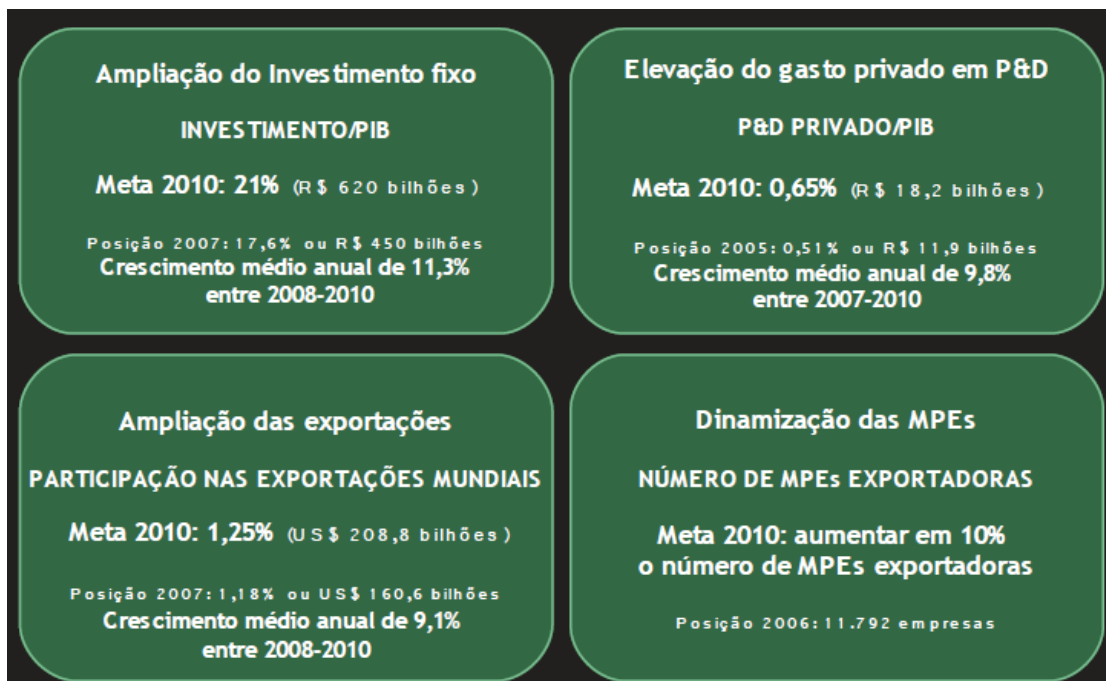 Ampliação do Investimento fixo
INVESTIMENTO/PIB
Meta 2010: 21% (R$ 620 bilhões)
Posição 2007: 17,6% ou R$ 450 bilhões
Crescimento médio anual de 11,3%
entre 2008-2010
Elevação do gasto privado em P&D
P&D PRIVADO/PIB
Meta 2010: 0,65% (R$ 18,2 bilhões)
Posição 2005: 0,51% ou R$ 11,9 bilhões
Crescimento médio anual de 9,8%
entre 2007-2010
Ampliação das exportações
PARTICIPAÇÃO NAS EXPORTAÇÕES MUNDIAIS
Meta 2010: 1,25% (US$ 208,8 bilhões)
Posição 2007: 1,18% ou US$ 160,6 bilhões
Crescimento médio anual de 9,1%
entre 2008-2010
Dinamização das MPEs
NÚMERO DE MPEs EXPORTADORAS
Meta 2010: aumentar em 10%
o número de MPEs exportadoras
Posição 2006: 11.792 empresas